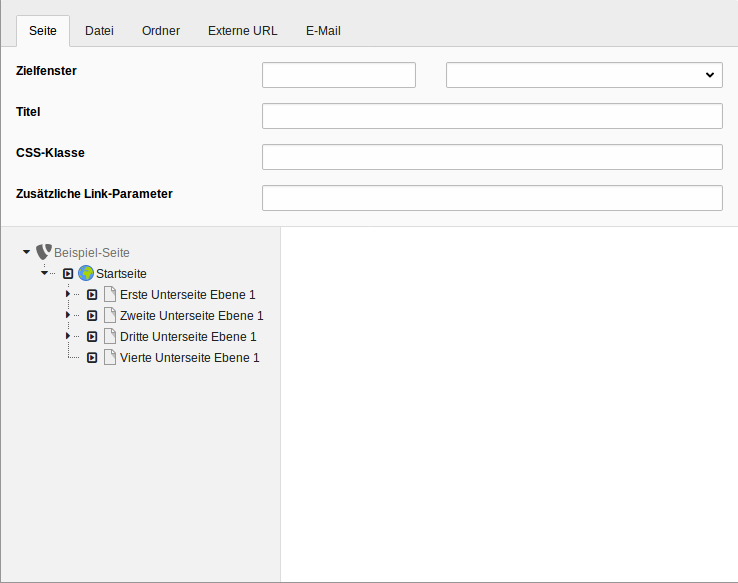 Seite Datei Ordner Externe URL E-Mail
Zielfenster
Titel
CSS-Klasse
Zusätzliche Link-Parameter
Beispiel-Seite
Startseite
Erste Unterseite Ebene 1
Zweite Unterseite Ebene 1
Dritte Unterseite Ebene 1
Vierte Unterseite Ebene 1